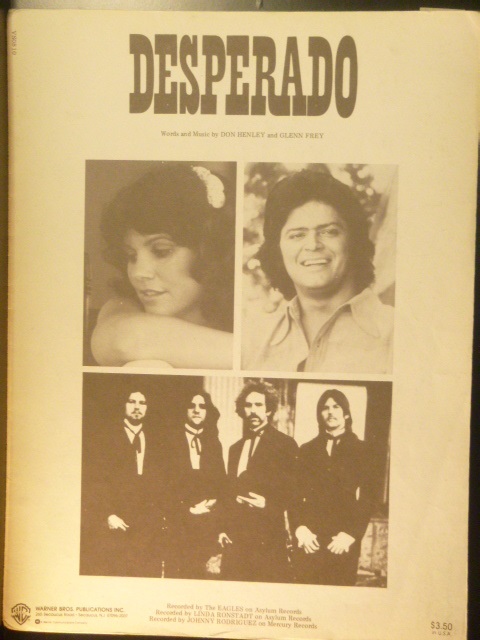 DESPERADO
Words and Music by DON HENLEY and GLENN FREY
WARNER BROS. PUBLICATIONS INC.
Recorded by The EAGLES on Asylum Records
Recorded by LINDA RONSTADT on Asylum Records
Recorded by JOHNNY RODRIGUEZ on Mercury Records
$3.50
in U.S.A.